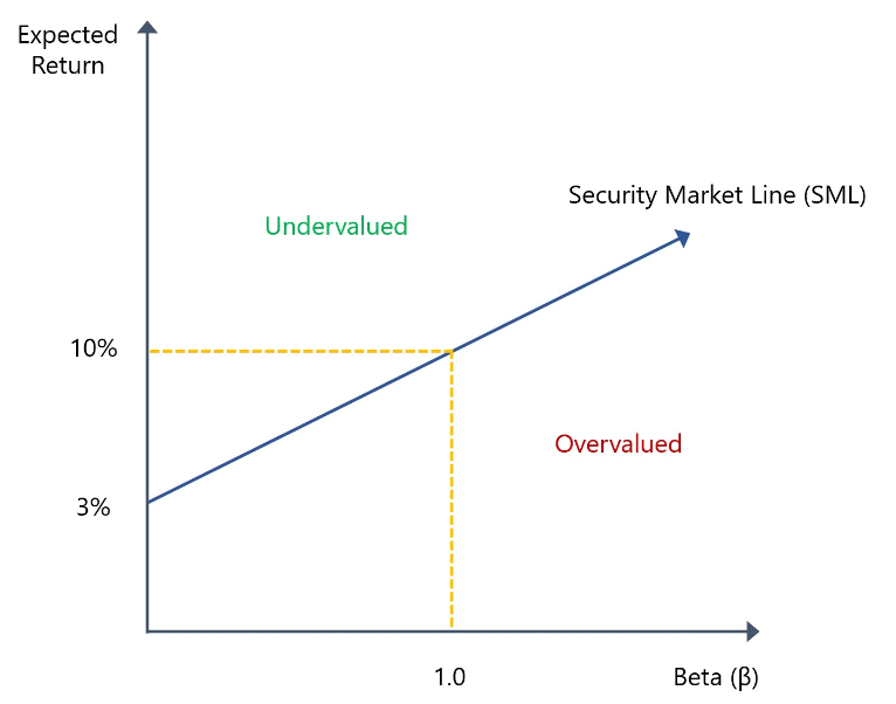 Expected
Return
Security Market Line (SML)
Undervalued
10%
Overvalued
3%
1.0
Beta (β)